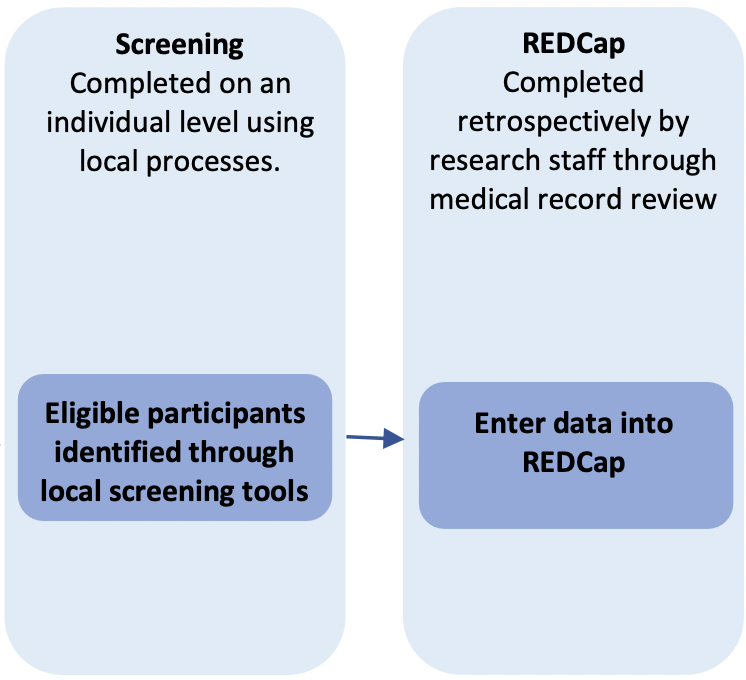 Screening
Completed on an
individual level using
local processes.
Eligible participants
identified through
local screening tools
REDCap
Completed
retrospectively by
research staff through
medical record review
Enter data into
REDCap